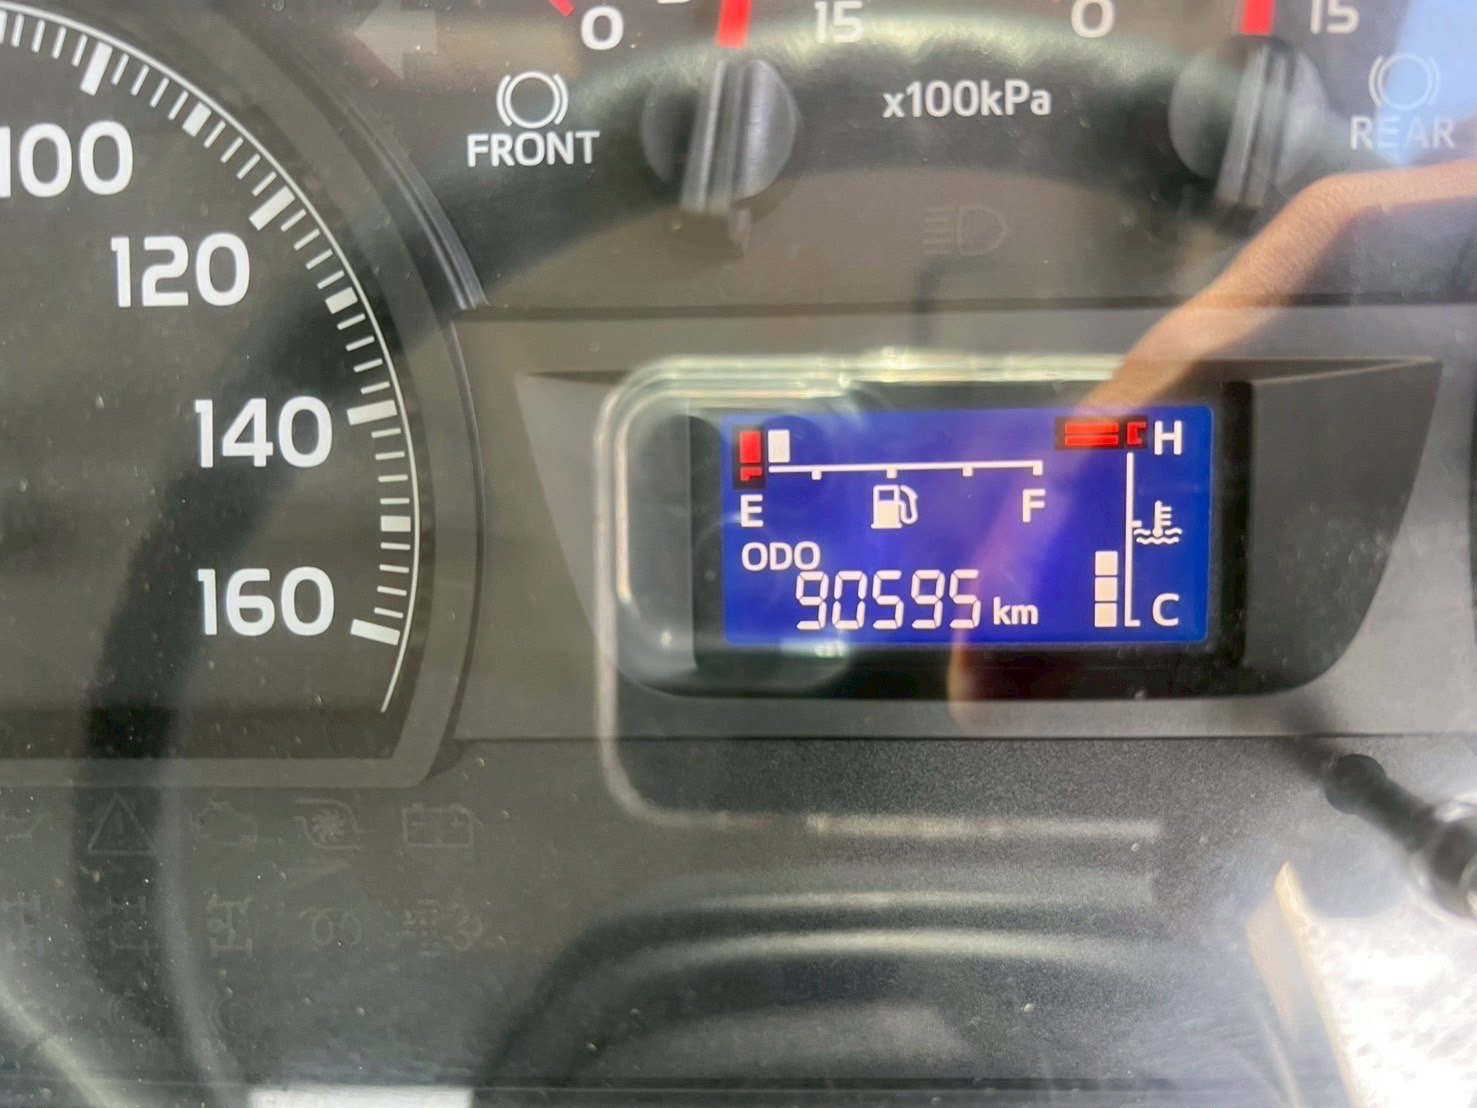 0 15 0 15
x100kPa
FRONT REAR
100
120
140
160
H
E F
ODO
90595 km
C